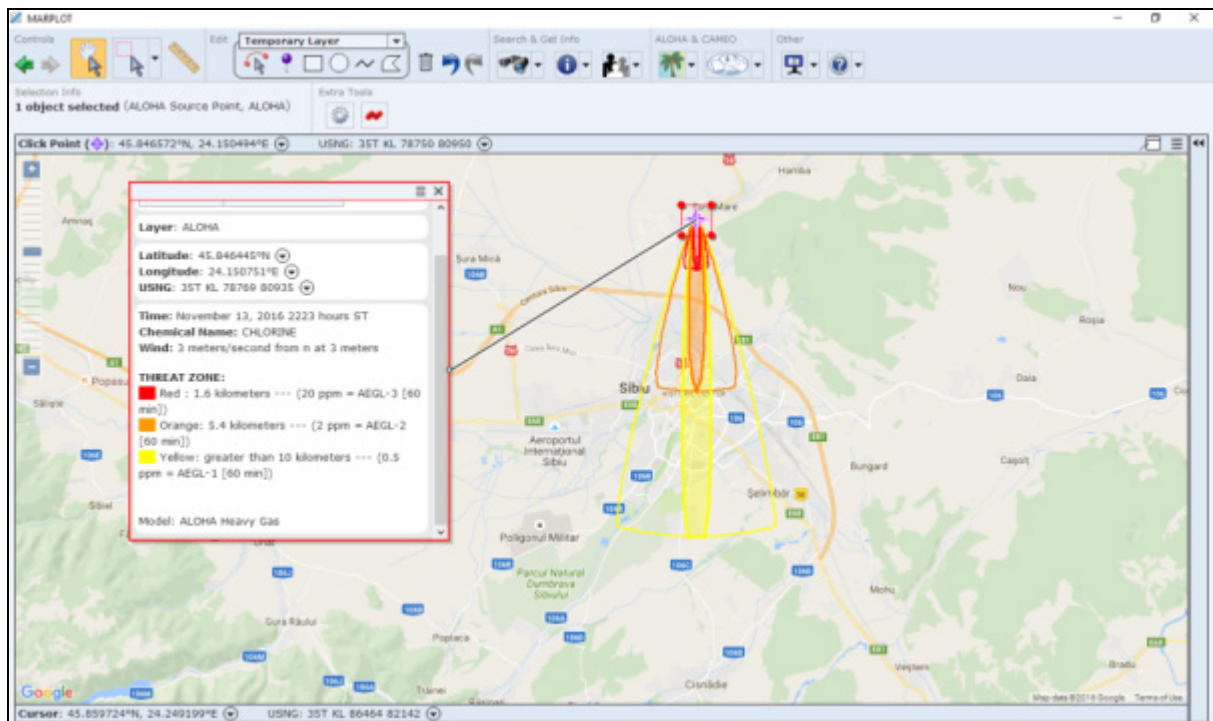 MARPLOT
Controls
Edit
Temporary Layer
Search & Get Info
ALOHA & CAMEO
Other
Selection Info
1 object selected (ALOHA Source Point, ALOHA)
Extra Tools
Click Point ( ): 45.846572°N, 24.150494°E
USNG: 35T KL 78750 80950
Layer: ALOHA
Latitude: 45.846445°N
Longitude: 24.150751°E
USNG: 35T KL 78769 80935
Time: November 13, 2016 2223 hours ST
Chemical Name: CHLORINE
Wind: 3 meters/second from n at 3 meters
THREAT ZONE:
Red : 1.6 kilometers --- (20 ppm = AEGL-3 [60
min])
Orange: 5.4 kilometers --- (2 ppm = AEGL-2
[60 min])
Yellow: greater than 10 kilometers --- (0.5
ppm = AEGL-1 [60 min])
Model: ALOHA Heavy Gas
Hamba
Amnaș
Șura Mică
Nou
Roșia
Sibiu
Daia
Săliște
Aeroportul
Internațional
Sibiu
Bungard
Cașolț
Șelimbăr
Sibiel
Poligonul Militar
Parcul Natural
Dumbrava
Sibiului
Mohu
Gura Râului
Poplaca
Veștem
Bradu
Cisnădie
Google
Map data ©2016 Google
Terms of Use
Cursor: 45.859724°N, 24.249199°E
USNG: 35T KL 86464 82142